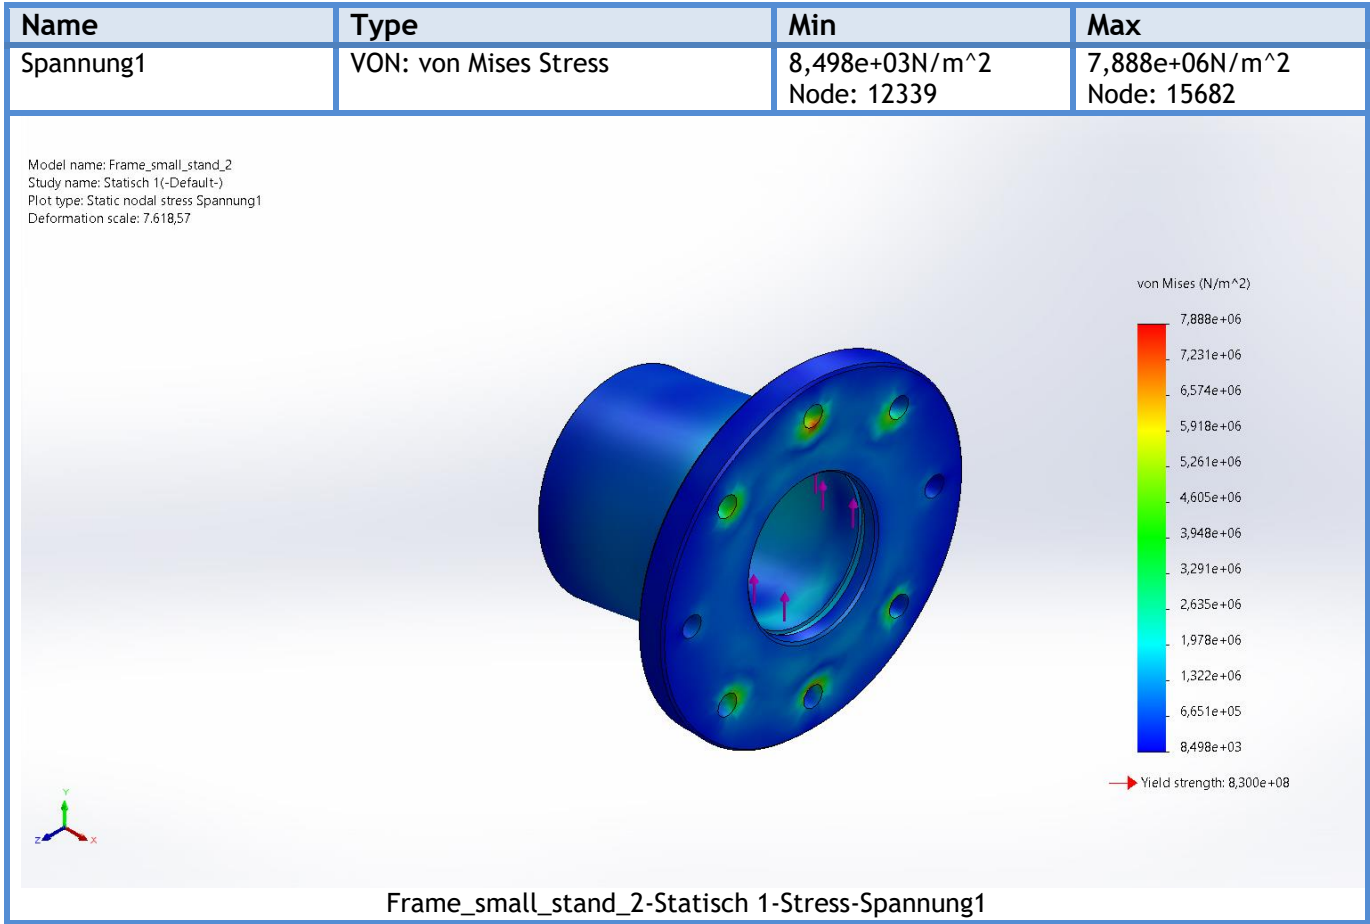 Name Type Min Max
Spannung1 VON: von Mises Stress 8,498e+03N/m^2 7,888e+06N/m^2
Node: 12339 Node: 15682
Model name: Frame_small_stand_2
Study name: Statisch 1(-Default-)
Plot type: Static nodal stress Spannung1
Deformation scale: 7.618,57
von Mises (N/m^2)
7,888e+06
7,231e+06
6,574e+06
5,918e+06
5,261e+06
4,605e+06
3,948e+06
3,291e+06
2,635e+06
1,978e+06
1,322e+06
6,651e+05
8,498e+03
Yield strength: 8,300e+08
Y
Z
X
Frame_small_stand_2-Statisch 1-Stress-Spannung1